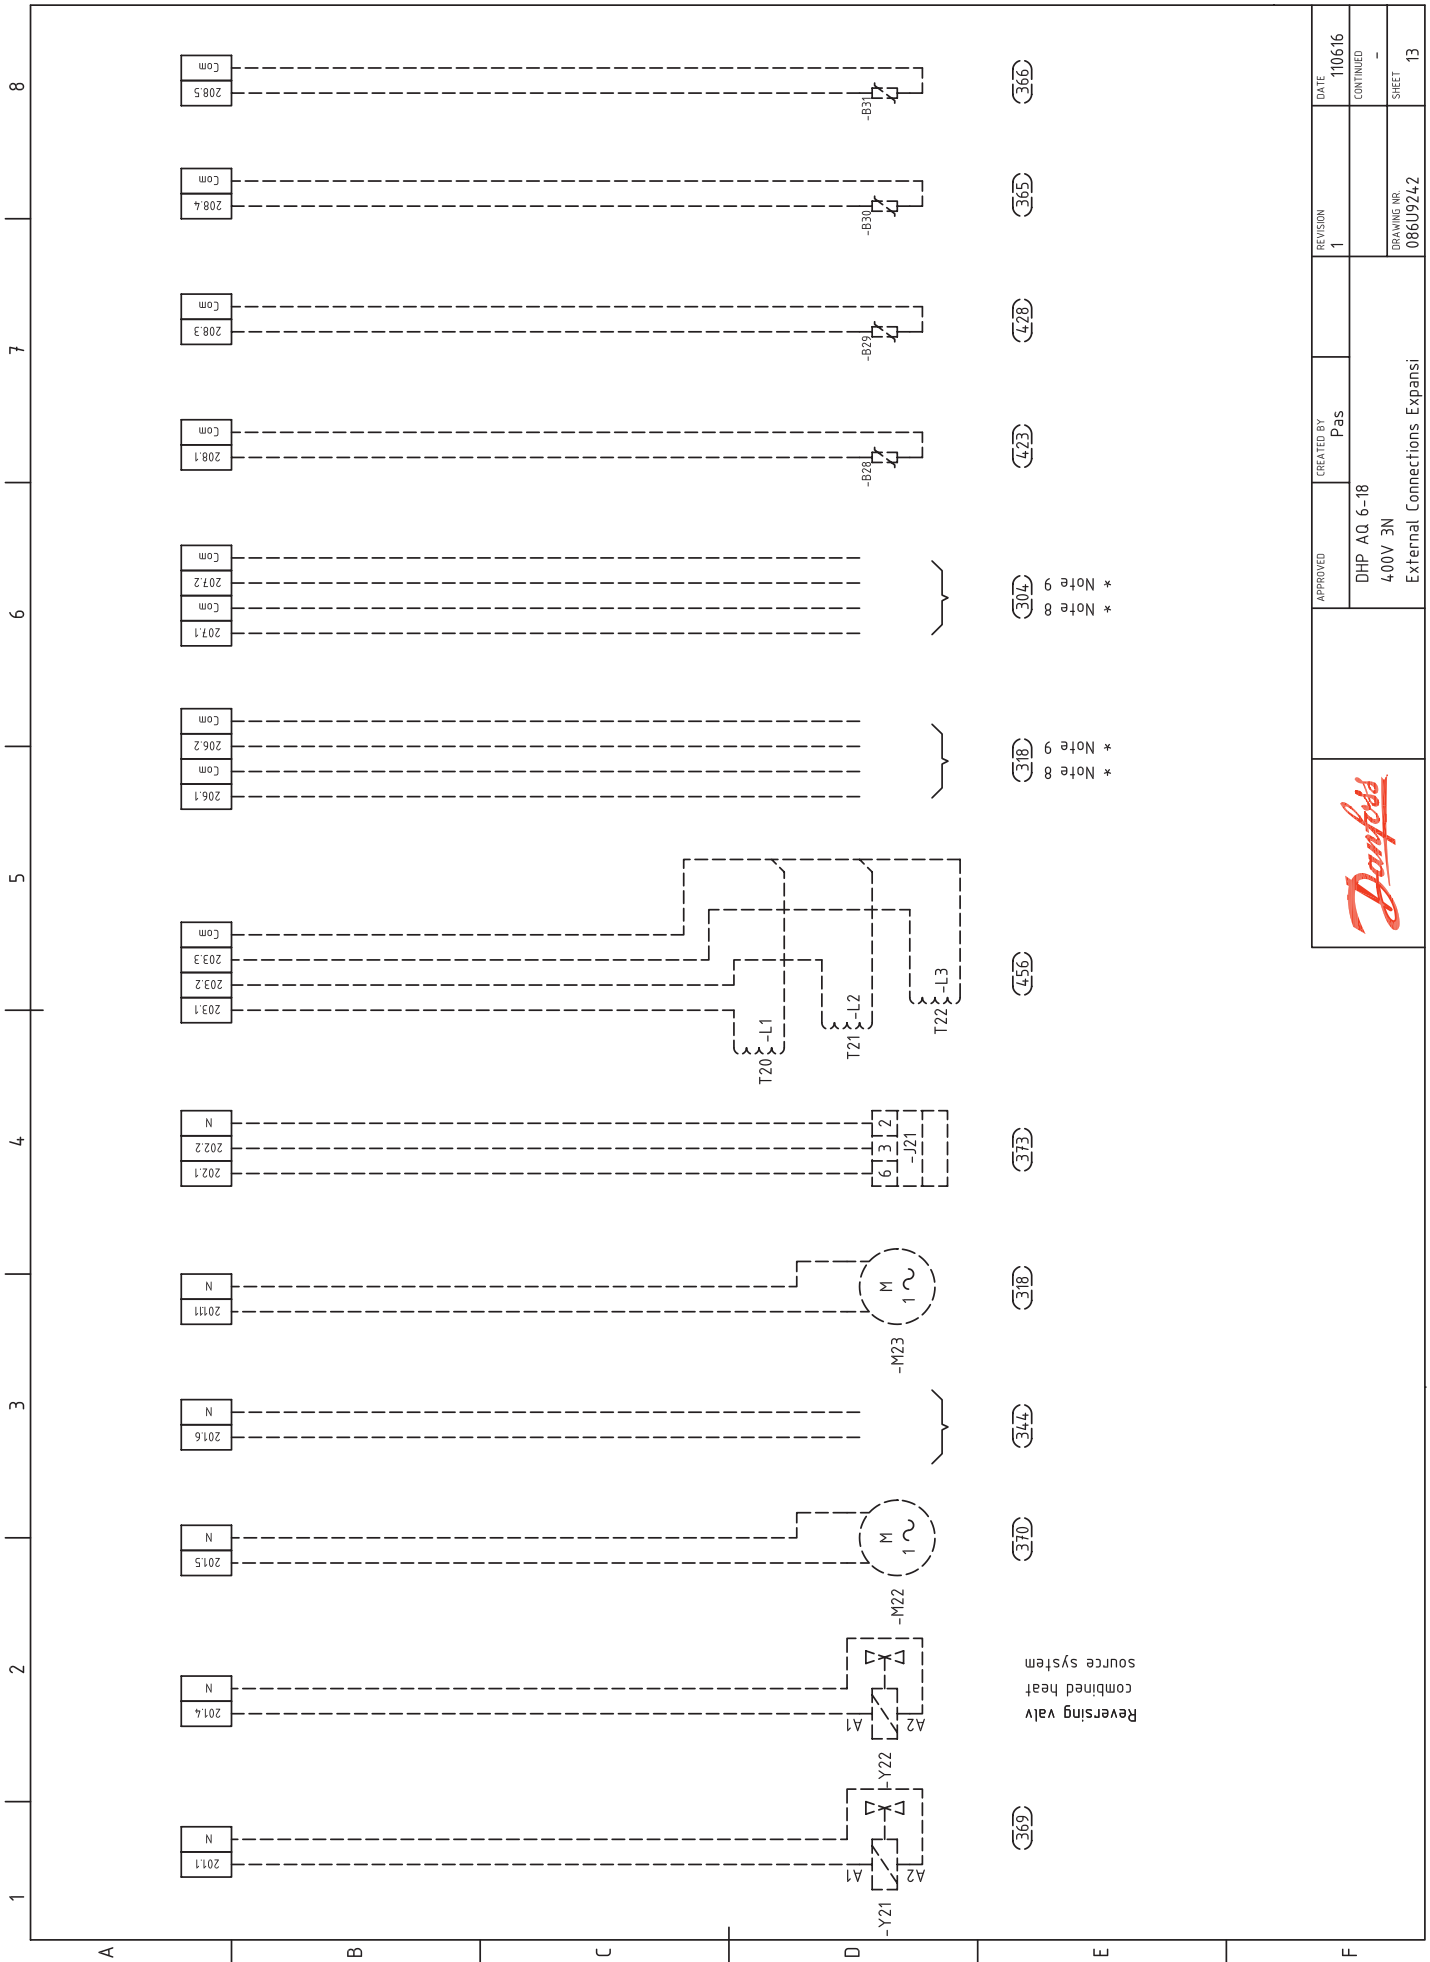 1
2
3
4
5
6
7
8
A
B
C
D
E
F
201.1
N
201.4
N
201.5
N
201.6
N
20111
N
202.1
202.2
N
203.1
203.2
203.3
Com
206.1
Com
206.2
Com
207.1
Com
207.2
Com
208.1
Com
208.3
Com
208.4
Com
208.5
Com
-Y21
A1
A2
-Y22
A1
A2
-M22
M
1
-M23
M
1
6
3
2
-J21
T20
-L1
T21
-L2
T22
-L3
-B28
-B29
-B30
-B31
369
Reversing valv
combined heat
source system
370
344
318
373
456
318
* Note 8
* Note 9
304
* Note 8
* Note 9
423
428
365
366
Danfoss
APPROVED
CREATED BY
Pas
REVISION
1
DATE
110616
DHP AQ 6-18
400V 3N
External Connections Expansi
CONTINUED
-
DRAWING NR.
086U9242
SHEET
13